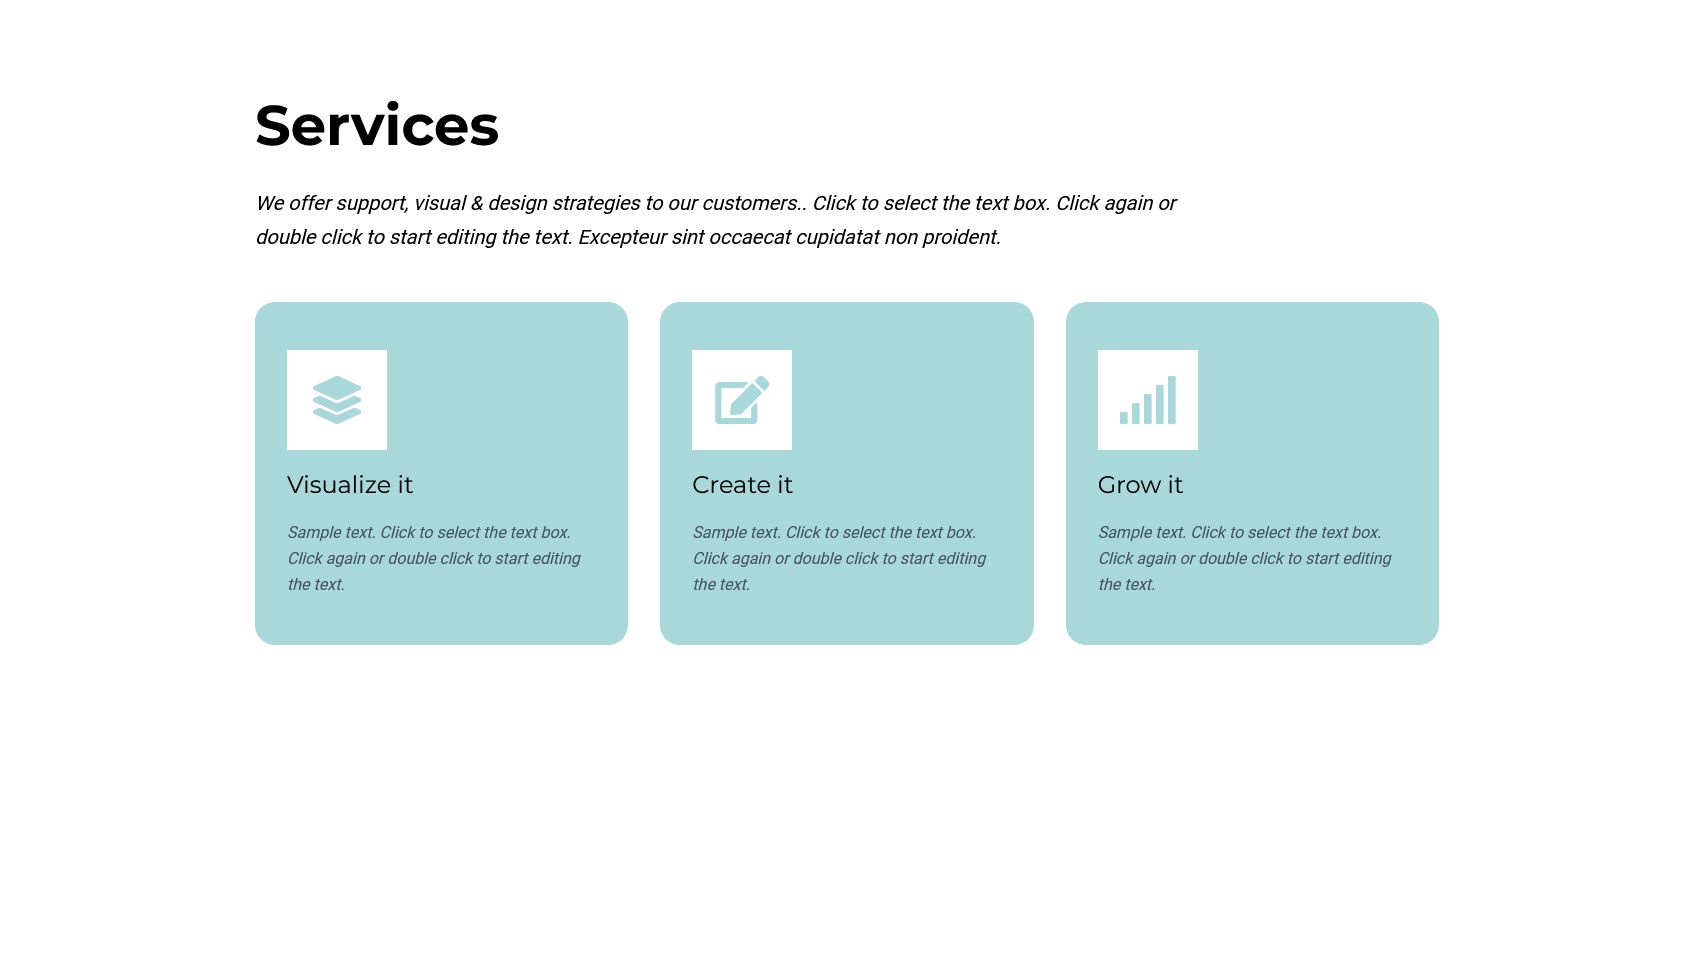 Services
We offer support, visual & design strategies to our customers.. Click to select the text box. Click again or
double click to start editing the text. Excepteur sint occaecat cupidatat non proident.
Visualize it
Sample text. Click to select the text box.
Click again or double click to start editing
the text.
Create it
Sample text. Click to select the text box.
Click again or double click to start editing
the text.
Grow it
Sample text. Click to select the text box.
Click again or double click to start editing
the text.